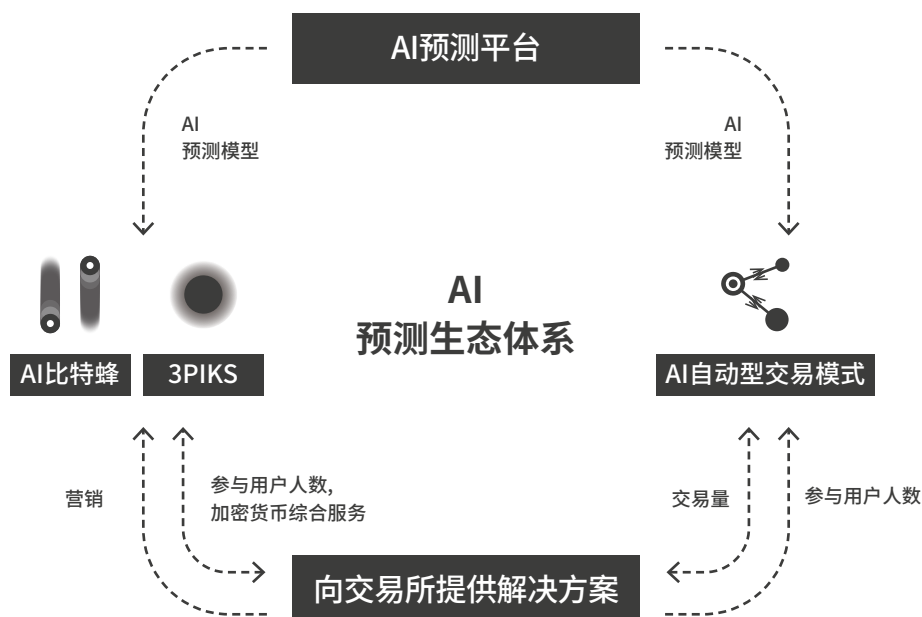 AI预测平台
AI
预测模型
AI
预测模型
AI
预测生态体系
AI比特蜂
3PIKS
AI自动型交易模式
营销
参与用户人数,
加密货币综合服务
交易量
参与用户人数
向交易所提供解决方案